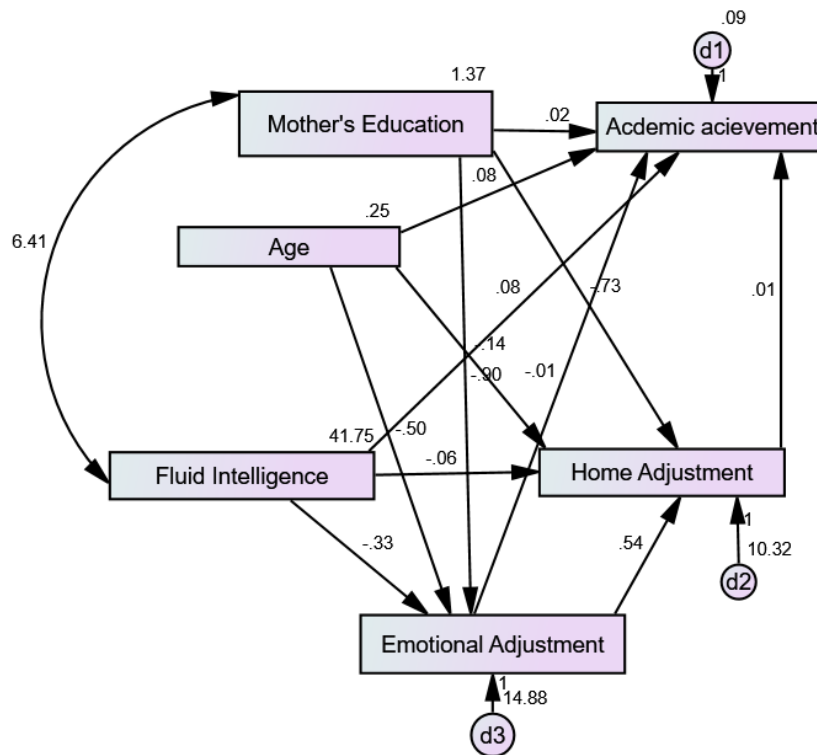 .09
d1
1
1.37
Mother's Education
.02
Acdemic acievement
.08
.25
Age
6.41
.08
-.73
.01
-.14
-.90
-.01
-.50
41.75
Fluid Intelligence
-.06
Home Adjustment
-.33
.54
1
10.32
d2
Emotional Adjustment
1
14.88
d3